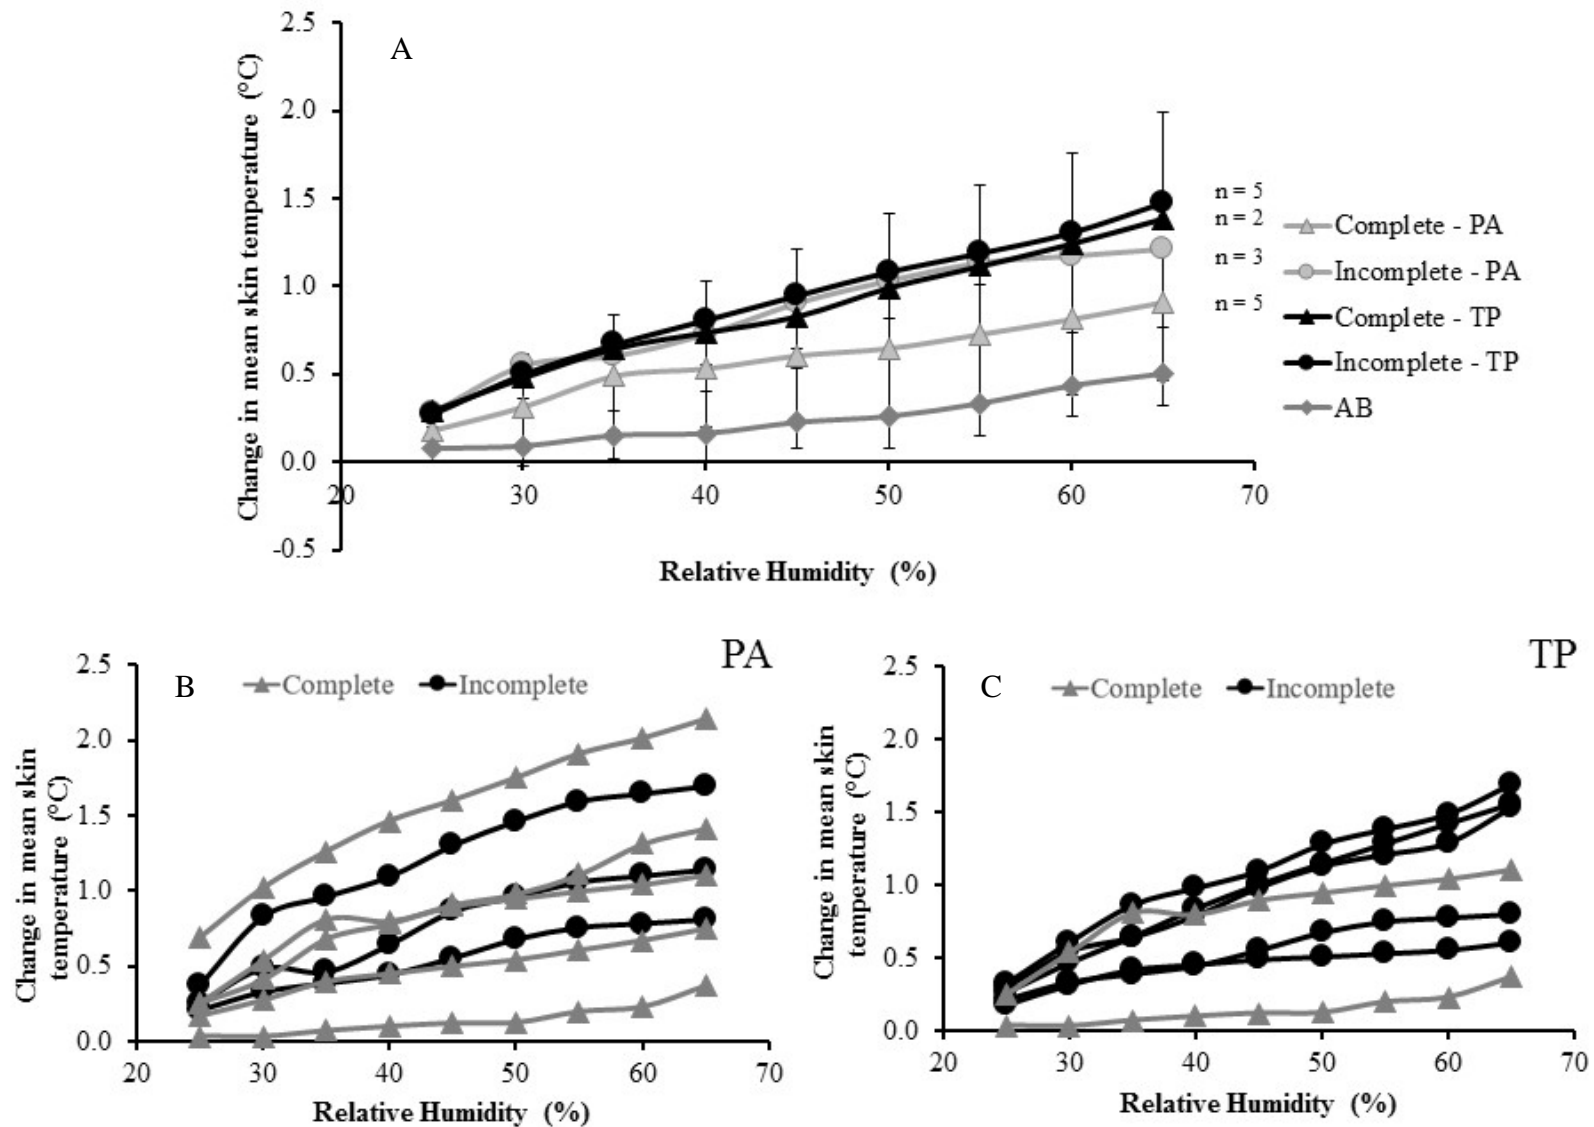 A
Change in mean skin temperature (°C)
2.5
2.0
1.5
1.0
0.5
0.0
-0.5
20
30
40
50
60
70
Relative Humidity (%)
n = 5
n = 2
n = 3
n = 5
Complete - PA
Incomplete - PA
Complete - TP
Incomplete - TP
AB
PA
B
Complete
Incomplete
Change in mean skin
temperature (°C)
2.5
2.0
1.5
1.0
0.5
0.0
20
30
40
50
60
70
Relative Humidity (%)
TP
C
Complete
Incomplete
Change in mean skin
temperature (°C)
2.5
2.0
1.5
1.0
0.5
0.0
20
30
40
50
60
70
Relative Humidity (%)